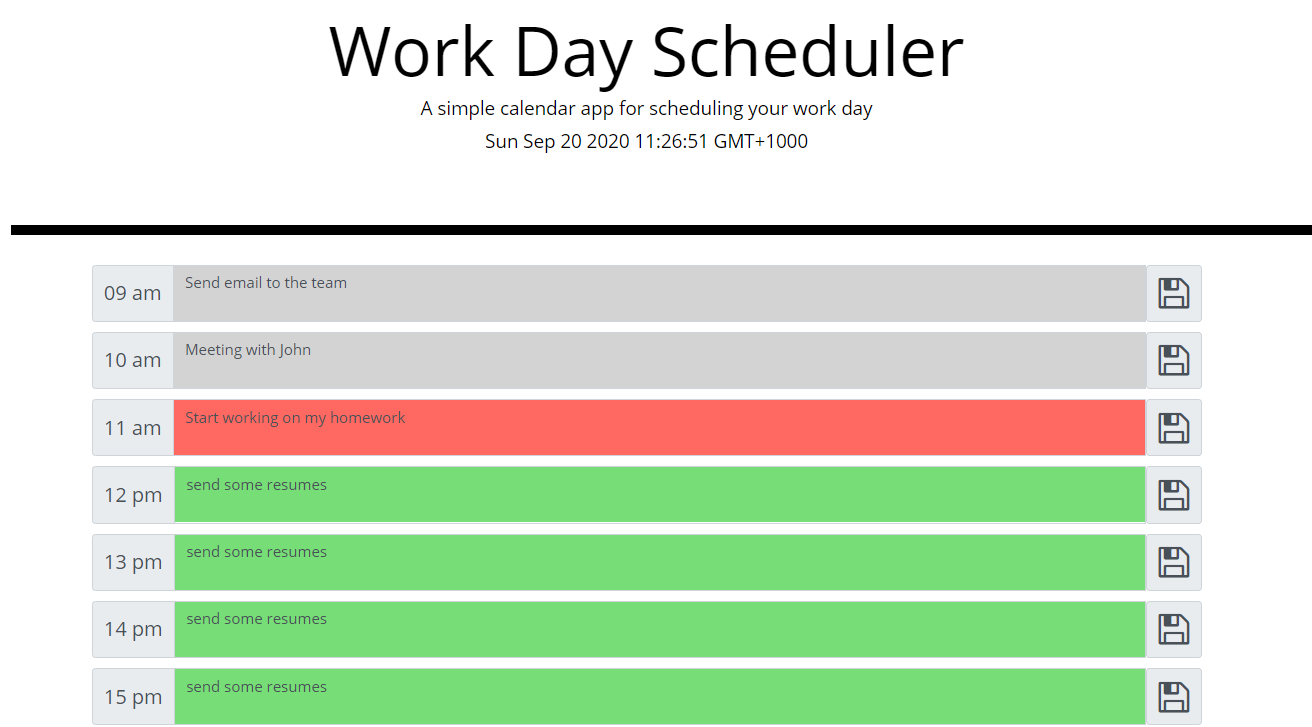 Work Day Scheduler
A simple calendar app for scheduling your work day
Sun Sep 20 2020 11:26:51 GMT+1000
09 am Send email to the team
10 am Meeting with John
11 am Start working on my homework
12 pm send some resumes
13 pm send some resumes
14 pm send some resumes
15 pm send some resumes